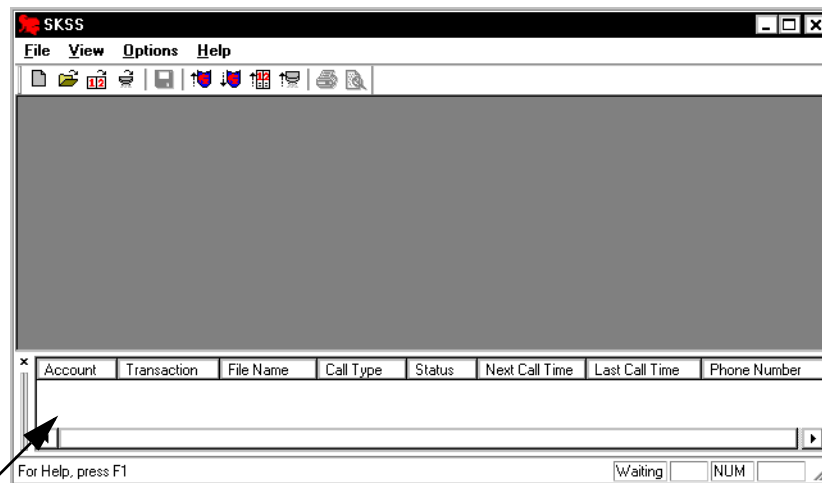 SKSS
File View Options Help
Account Transaction File Name Call Type Status Next Call Time Last Call Time Phone Number
For Help, press F1 Waiting NUM